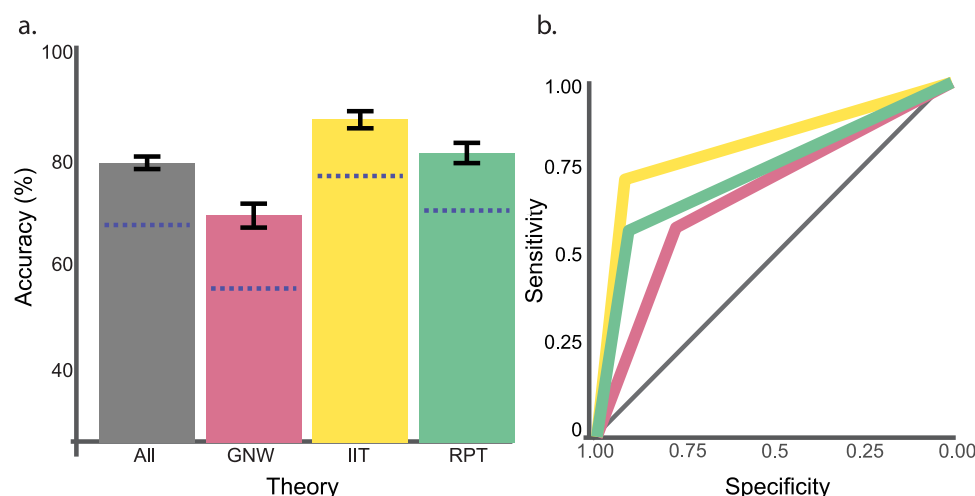 a.
100
80
60
40
Accuracy (%)
All GNW IIT RPT
Theory
b.
1.00
0.75
0.5
0.25
0
Sensitivity
1.00 0.75 0.5 0.25 0.00
Specificity